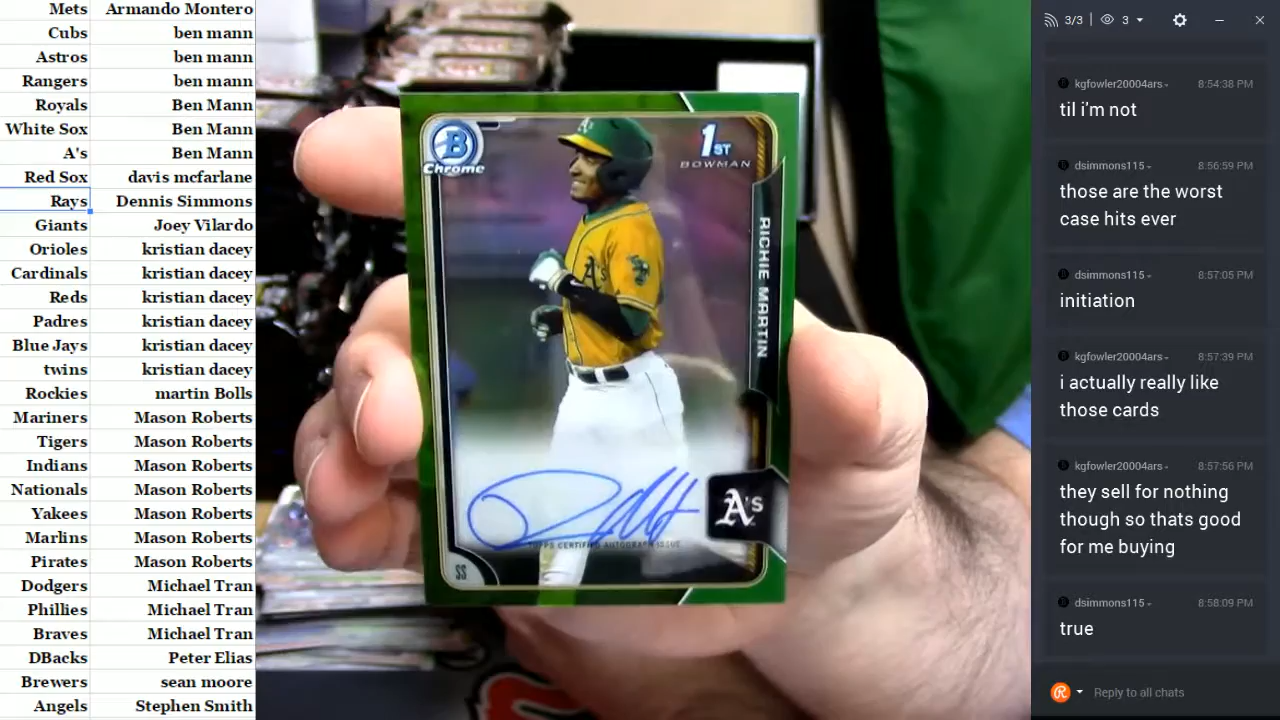 Mets Armando Montero
Cubs ben mann
Astros ben mann
Rangers ben mann
Royals Ben Mann
White Sox Ben Mann
A's Ben Mann
Red Sox davis mcfarlane
Rays Dennis Simmons
Giants Joey Vilardo
Orioles kristian dacey
Cardinals kristian dacey
Reds kristian dacey
Padres kristian dacey
Blue Jays kristian dacey
twins kristian dacey
Rockies martin Bolls
Mariners Mason Roberts
Tigers Mason Roberts
Indians Mason Roberts
Nationals Mason Roberts
Yakees Mason Roberts
Marlins Mason Roberts
Pirates Mason Roberts
Dodgers Michael Tran
Phillies Michael Tran
Braves Michael Tran
DBacks Peter Elias
Brewers sean moore
Angels Stephen Smith
B
Chrome
1ST
BOWMAN
A's
A's
RICHIE MARTIN
A's
TOPPS CERTIFIED AUTOGRAPH ISSUE
SS
3/3 3
kgfowler20004ars 8:54:38 PM
til i'm not
dsimmons115 8:56:59 PM
those are the worst
case hits ever
dsimmons115 8:57:05 PM
initiation
kgfowler20004ars 8:57:39 PM
i actually really like
those cards
kgfowler20004ars 8:57:56 PM
they sell for nothing
though so thats good
for me buying
dsimmons115 8:58:09 PM
true
Reply to all chats